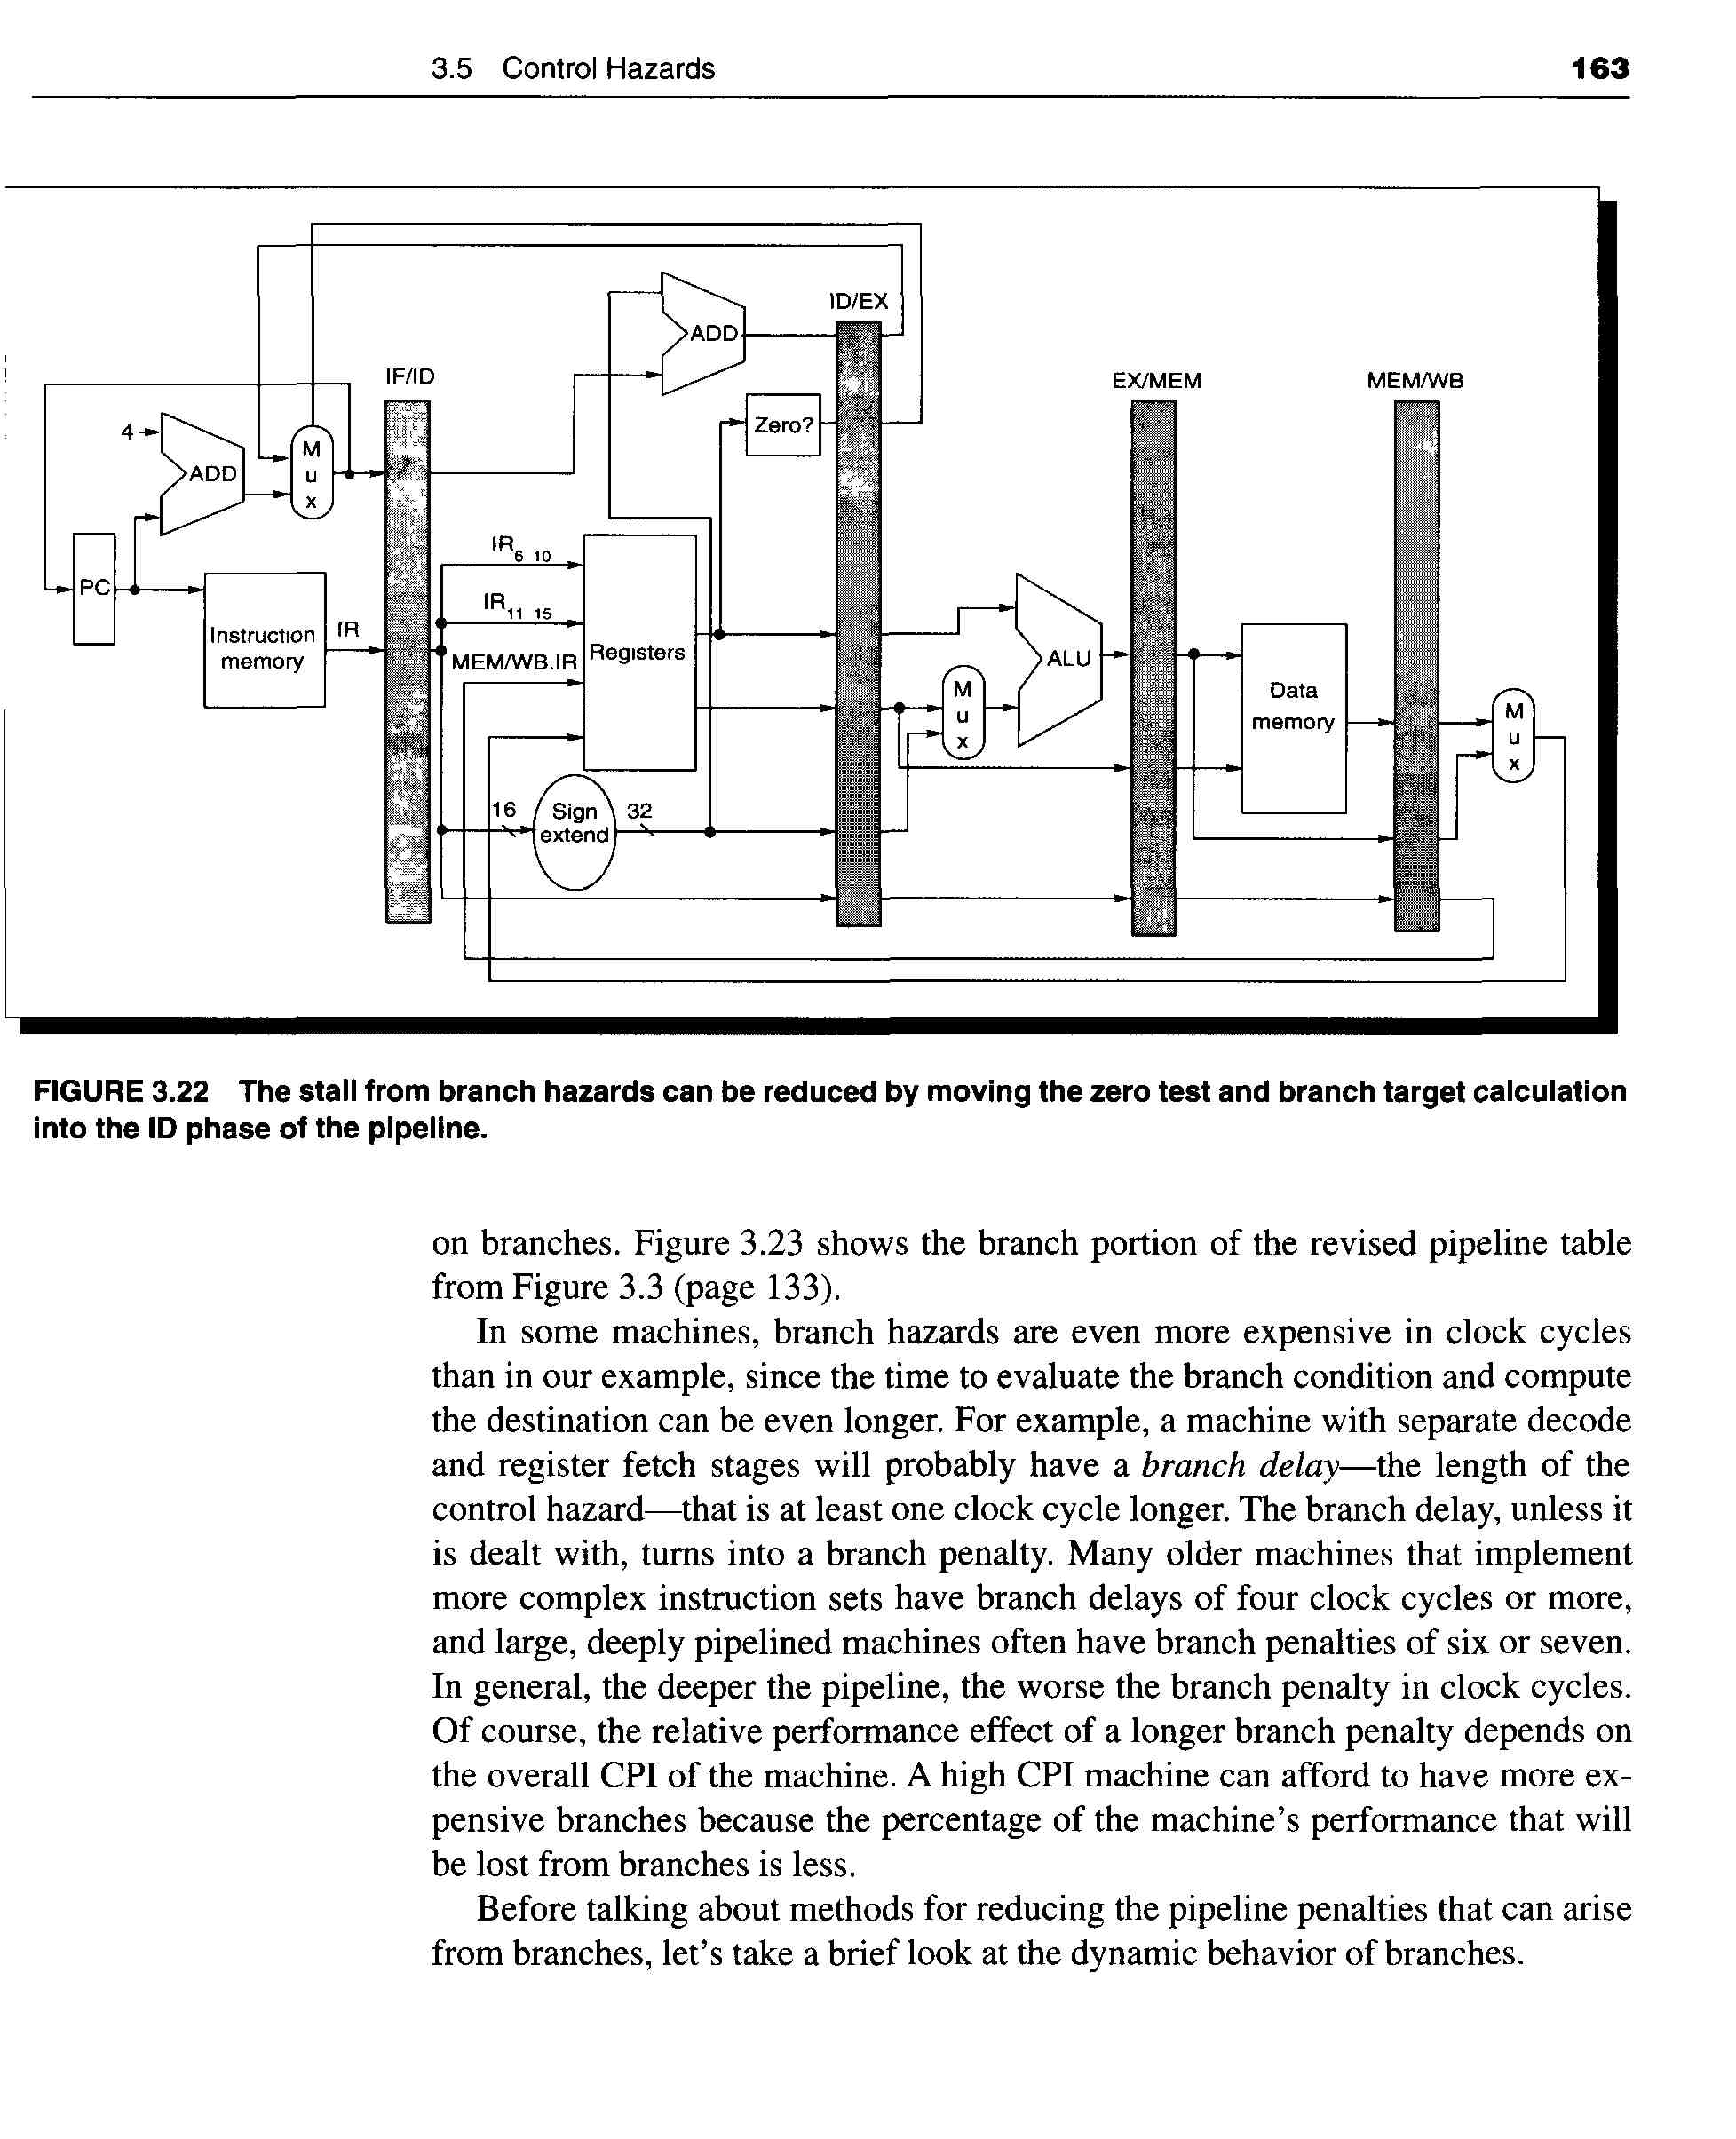 3.5 Control Hazards
163
ID/EX
ADD
IF/ID
EX/MEM
MEM/WB
Zero?
4
ADD
M
u
x
IR6 10
PC
IR11 15
Instruction
memory
IR
MEM/WB.IR
Registers
ALU
M
u
x
Data
memory
M
u
x
16
Sign
extend
32
FIGURE 3.22 The stall from branch hazards can be reduced by moving the zero test and branch target calculation
into the ID phase of the pipeline.
on branches. Figure 3.23 shows the branch portion of the revised pipeline table
from Figure 3.3 (page 133).
In some machines, branch hazards are even more expensive in clock cycles
than in our example, since the time to evaluate the branch condition and compute
the destination can be even longer. For example, a machine with separate decode
and register fetch stages will probably have a branch delay—the length of the
control hazard—that is at least one clock cycle longer. The branch delay, unless it
is dealt with, turns into a branch penalty. Many older machines that implement
more complex instruction sets have branch delays of four clock cycles or more,
and large, deeply pipelined machines often have branch penalties of six or seven.
In general, the deeper the pipeline, the worse the branch penalty in clock cycles.
Of course, the relative performance effect of a longer branch penalty depends on
the overall CPI of the machine. A high CPI machine can afford to have more ex-
pensive branches because the percentage of the machine's performance that will
be lost from branches is less.
Before talking about methods for reducing the pipeline penalties that can arise
from branches, let's take a brief look at the dynamic behavior of branches.